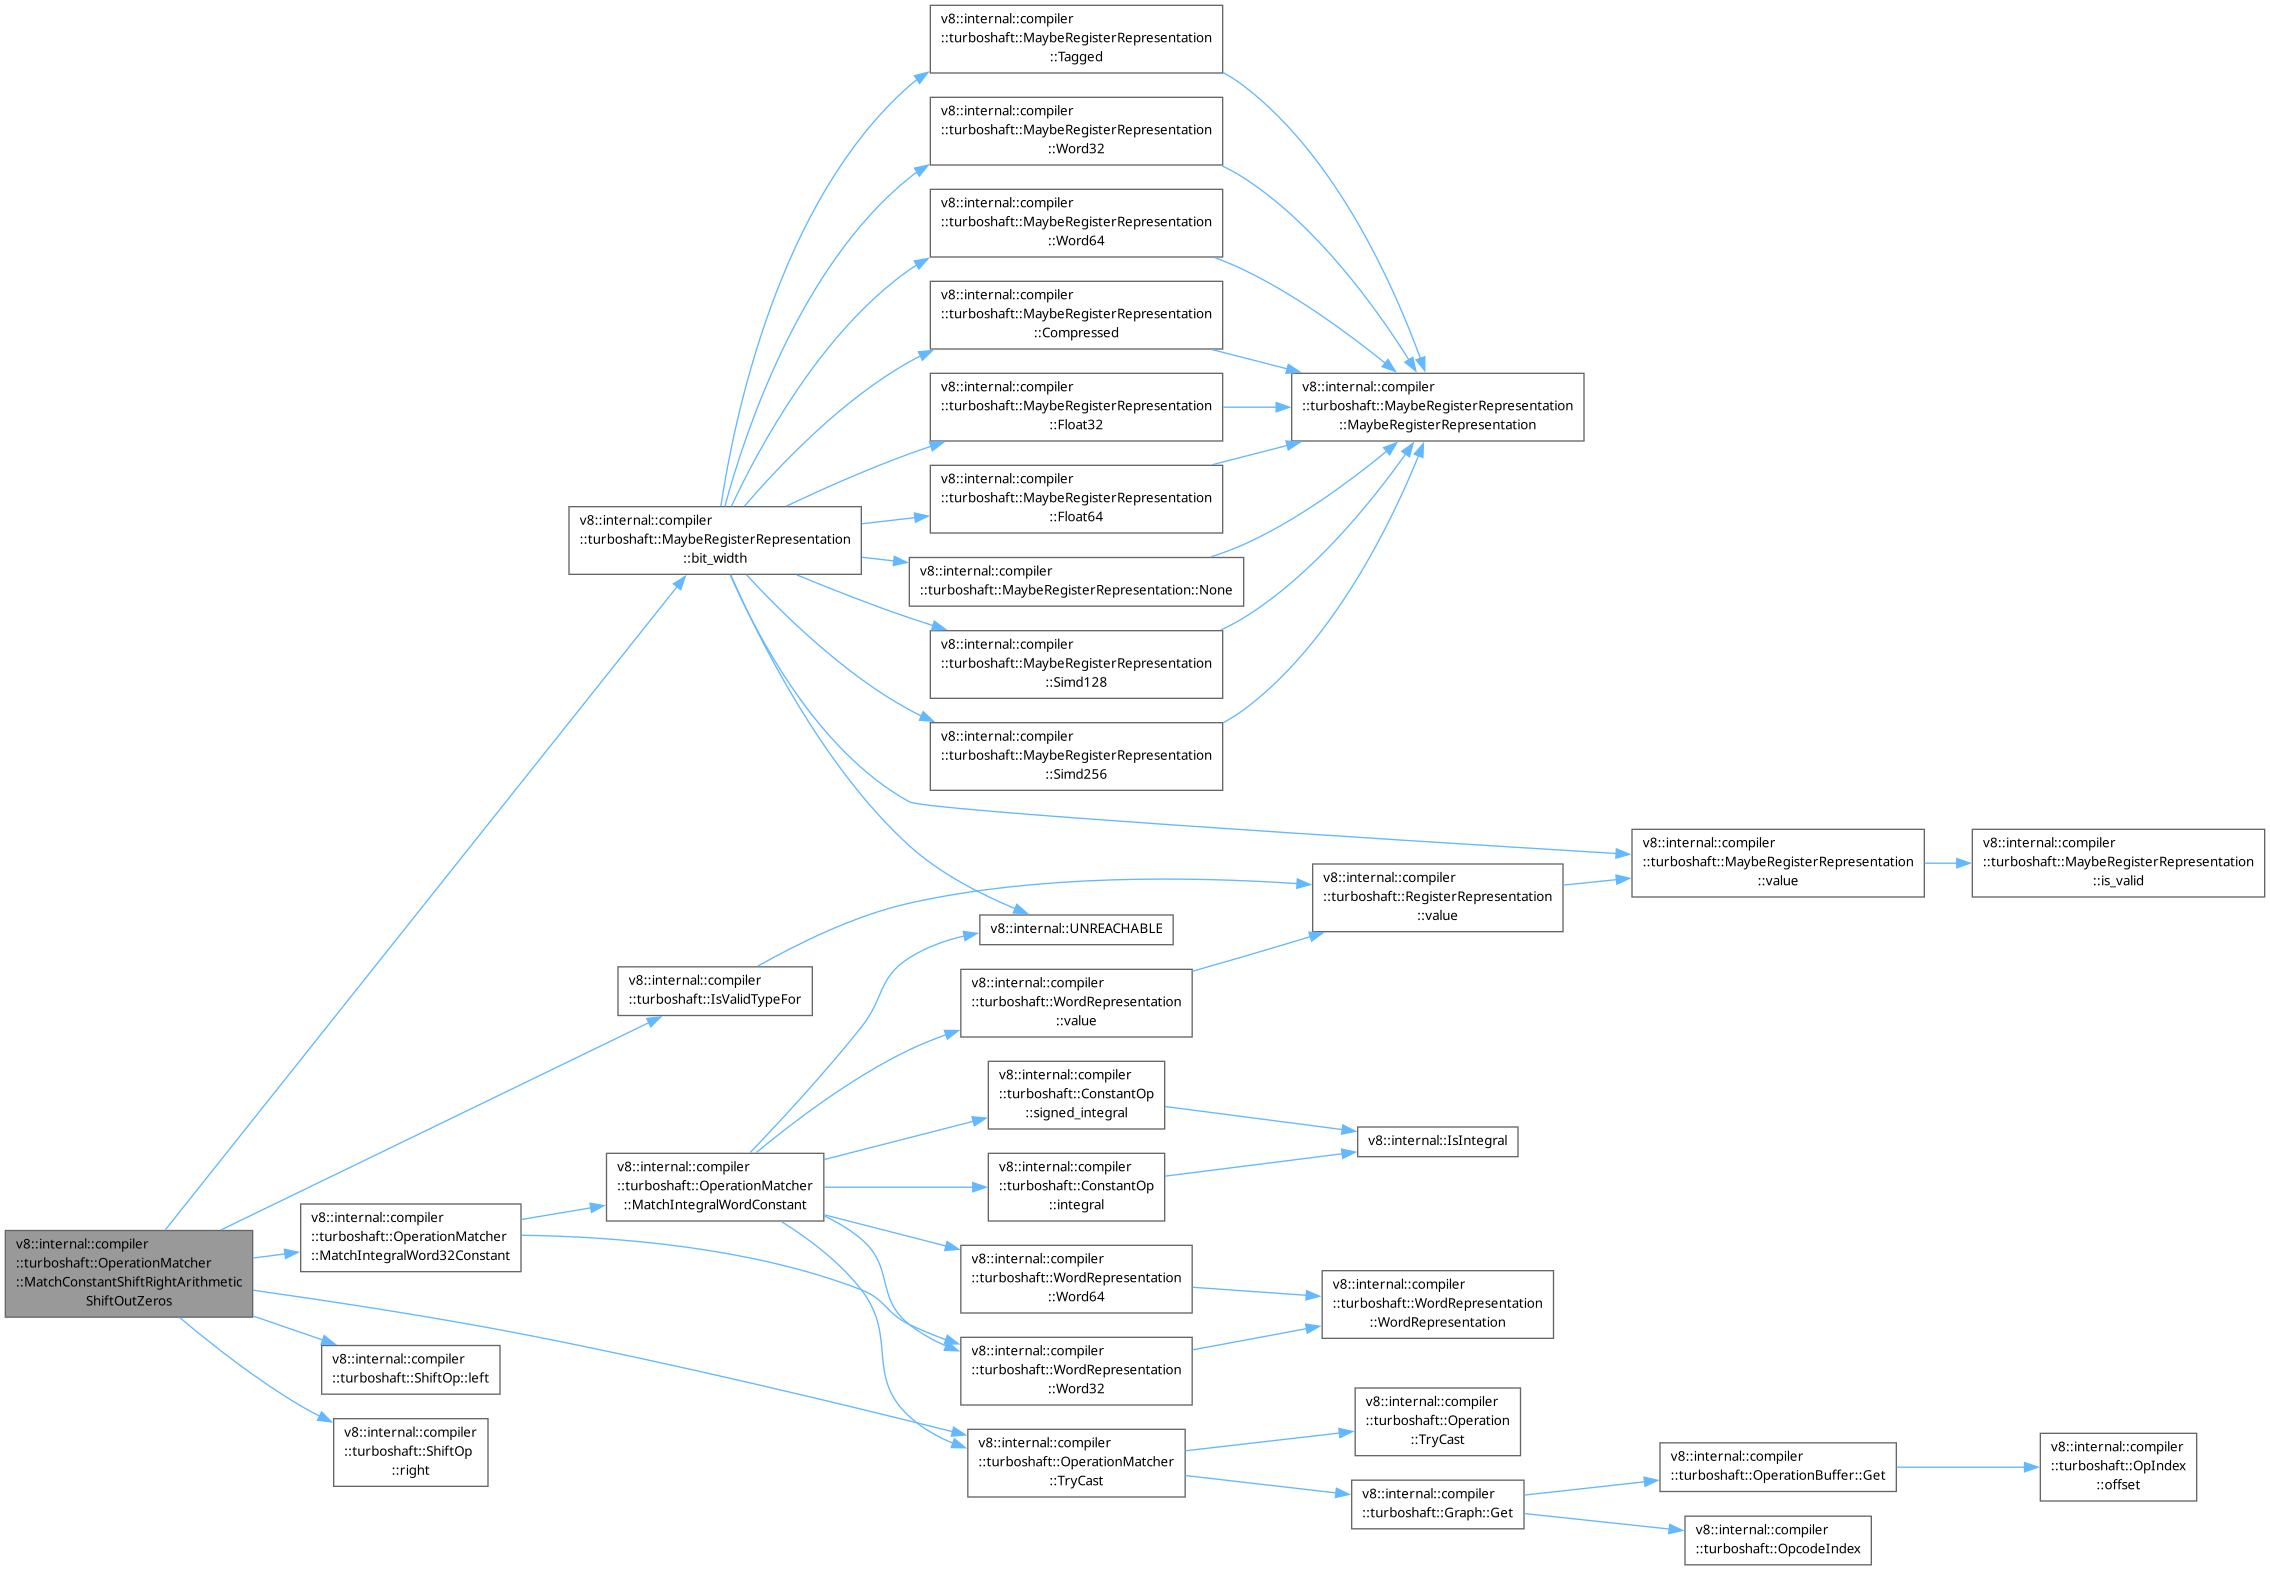 v8::internal::compiler
::turboshaft::MaybeRegisterRepresentation
::Tagged
v8::internal::compiler
::turboshaft::MaybeRegisterRepresentation
::Word32
v8::internal::compiler
::turboshaft::MaybeRegisterRepresentation
::Word64
v8::internal::compiler
::turboshaft::MaybeRegisterRepresentation
::Compressed
v8::internal::compiler
::turboshaft::MaybeRegisterRepresentation
::Float32
v8::internal::compiler
::turboshaft::MaybeRegisterRepresentation
::MaybeRegisterRepresentation
v8::internal::compiler
::turboshaft::MaybeRegisterRepresentation
::Float64
v8::internal::compiler
::turboshaft::MaybeRegisterRepresentation
::bit_width
v8::internal::compiler
::turboshaft::MaybeRegisterRepresentation::None
v8::internal::compiler
::turboshaft::MaybeRegisterRepresentation
::Simd128
v8::internal::compiler
::turboshaft::MaybeRegisterRepresentation
::Simd256
v8::internal::compiler
::turboshaft::MaybeRegisterRepresentation
::value
v8::internal::compiler
::turboshaft::MaybeRegisterRepresentation
::is_valid
v8::internal::compiler
::turboshaft::RegisterRepresentation
::value
v8::internal::UNREACHABLE
v8::internal::compiler
::turboshaft::IsValidTypeFor
v8::internal::compiler
::turboshaft::WordRepresentation
::value
v8::internal::compiler
::turboshaft::ConstantOp
::signed_integral
v8::internal::IsIntegral
v8::internal::compiler
::turboshaft::OperationMatcher
::MatchIntegralWordConstant
v8::internal::compiler
::turboshaft::ConstantOp
::integral
v8::internal::compiler
::turboshaft::OperationMatcher
::MatchIntegralWord32Constant
v8::internal::compiler
::turboshaft::OperationMatcher
::MatchConstantShiftRightArithmetic
ShiftOutZeros
v8::internal::compiler
::turboshaft::WordRepresentation
::Word64
v8::internal::compiler
::turboshaft::WordRepresentation
::WordRepresentation
v8::internal::compiler
::turboshaft::WordRepresentation
::Word32
v8::internal::compiler
::turboshaft::ShiftOp::left
v8::internal::compiler
::turboshaft::ShiftOp
::right
v8::internal::compiler
::turboshaft::Operation
::TryCast
v8::internal::compiler
::turboshaft::OperationMatcher
::TryCast
v8::internal::compiler
::turboshaft::OperationBuffer::Get
v8::internal::compiler
::turboshaft::OpIndex
::offset
v8::internal::compiler
::turboshaft::Graph::Get
v8::internal::compiler
::turboshaft::OpcodeIndex